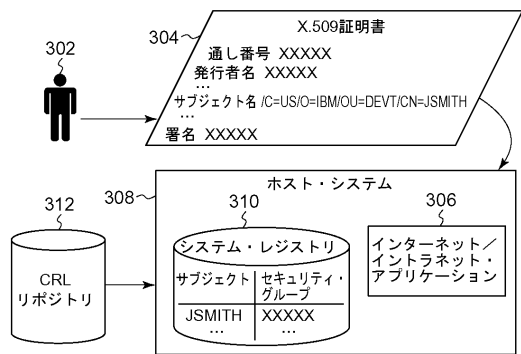 X.509証明書
304
302
通し番号 XXXXX
発行者名 XXXXX
…
サブジェクト名 /C=US/O=IBM/OU=DEVT/CN=JSMITH
…
署名 XXXXX
ホスト・システム
308
312
310
306
システム・レジストリ
インターネット／
イントラネット・
アプリケーション
サブジェクト セキュリティ・
グループ
CRL
リポジトリ
JSMITH XXXXX
… …